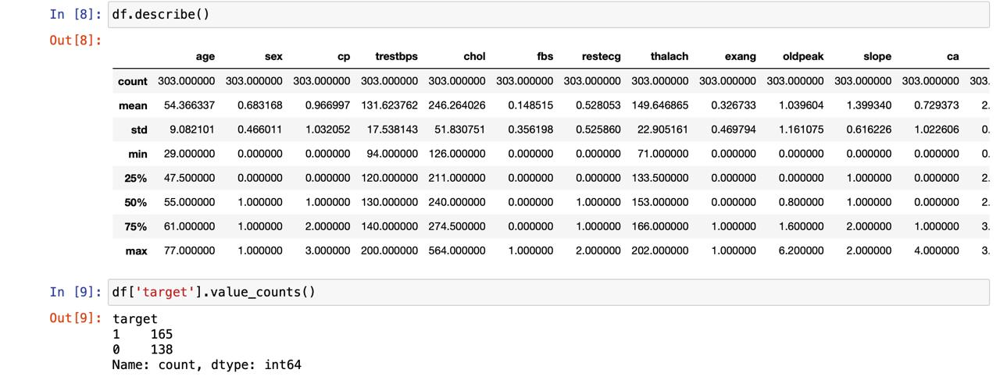 In [8]: df.describe()
Out[8]:
age sex cp trestbps chol fbs restecg thalach exang oldpeak slope ca
count 303.000000 303.000000 303.000000 303.000000 303.000000 303.000000 303.000000 303.000000 303.000000 303.000000 303.000000 303.000000 303.
mean 54.366337 0.683168 0.966997 131.623762 246.264026 0.148515 0.528053 149.646865 0.326733 1.039604 1.399340 0.729373 2.
std 9.082101 0.466011 1.032052 17.538143 51.830751 0.356198 0.525860 22.905161 0.469794 1.161075 0.616226 1.022606 0.
min 29.000000 0.000000 0.000000 94.000000 126.000000 0.000000 0.000000 71.000000 0.000000 0.000000 0.000000 0.000000 0.
25% 47.500000 0.000000 0.000000 120.000000 211.000000 0.000000 0.000000 133.500000 0.000000 0.000000 1.000000 0.000000 2.
50% 55.000000 1.000000 1.000000 130.000000 240.000000 0.000000 1.000000 153.000000 0.000000 0.800000 1.000000 0.000000 2.
75% 61.000000 1.000000 2.000000 140.000000 274.500000 0.000000 1.000000 166.000000 1.000000 1.600000 2.000000 1.000000 3.
max 77.000000 1.000000 3.000000 200.000000 564.000000 1.000000 2.000000 202.000000 1.000000 6.200000 2.000000 4.000000 3.
In [9]: df['target'].value_counts()
Out[9]: target
1 165
0 138
Name: count, dtype: int64